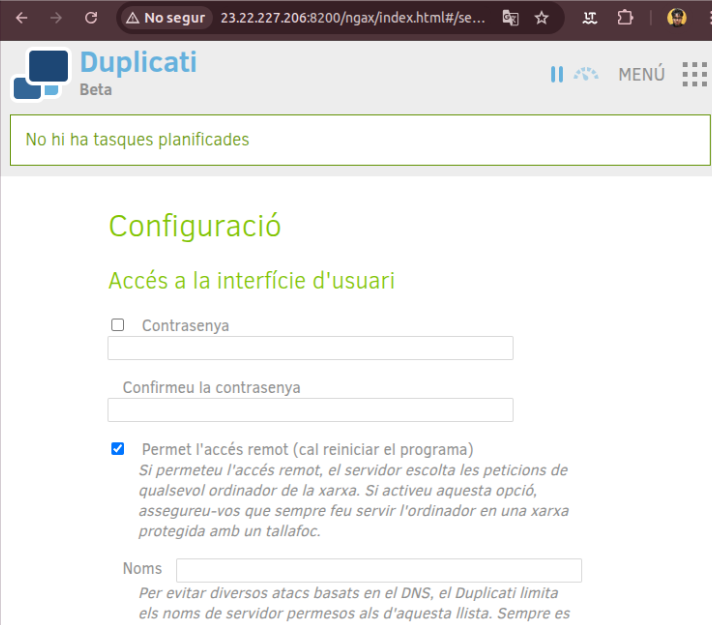 No segur 23.22.227.206:8200/ngax/index.html#/se...
Duplicati
Beta
MENÚ
No hi ha tasques planificades
Configuració
Accés a la interfície d'usuari
Contrasenya
Confirmeu la contrasenya
Permet l'accés remot (cal reiniciar el programa)
Si permeteu l'accés remot, el servidor escolta les peticions de
qualsevol ordinador de la xarxa. Si activeu aquesta opció,
assegureu-vos que sempre feu servir l'ordinador en una xarxa
protegida amb un tallafoc.
Noms
Per evitar diversos atacs basats en el DNS, el Duplicati limita
els noms de servidor permesos als d'aquesta llista. Sempre es